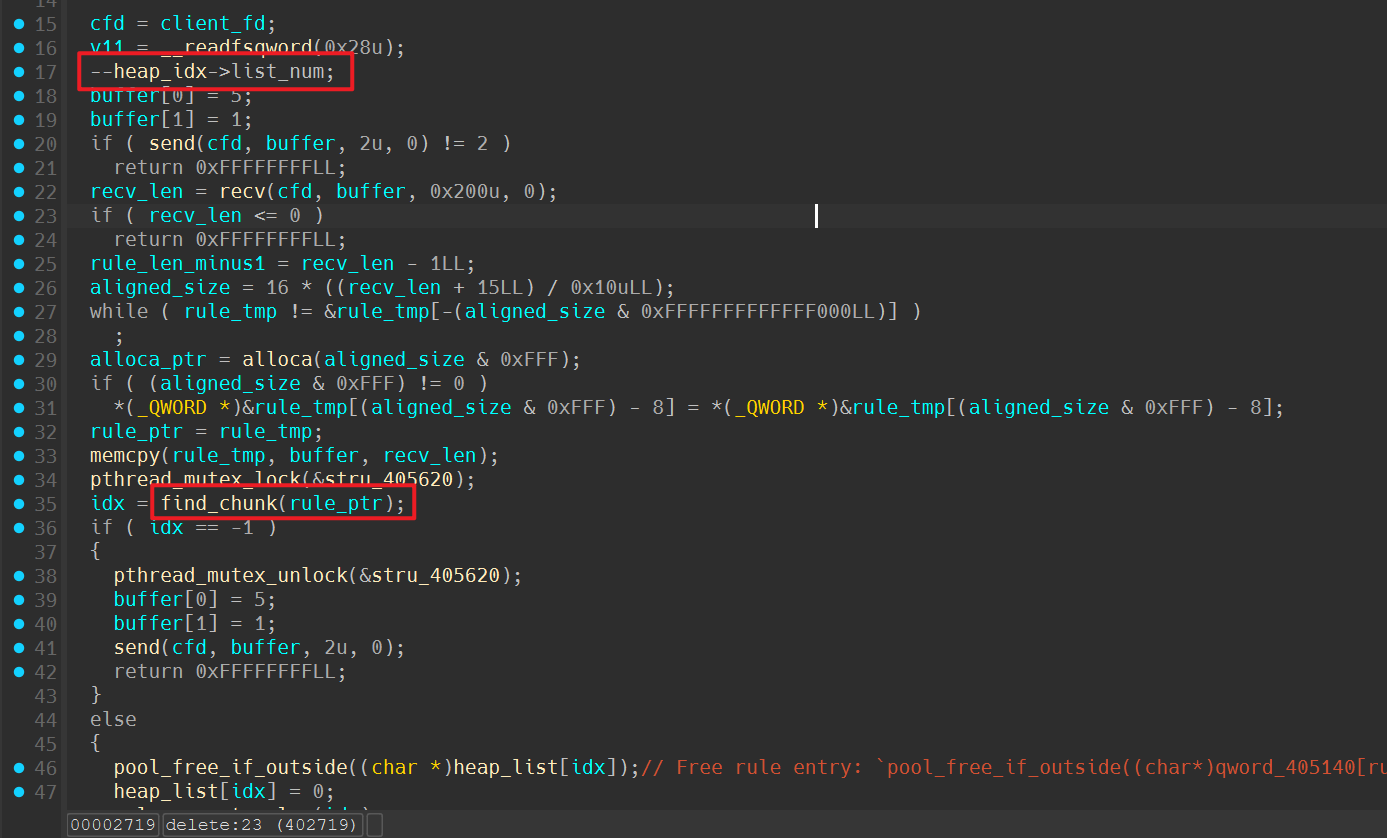 14
15 cfd = client_fd;
16 v11 = __readfsqword(0x28u);
17 --heap_idx->list_num;
18 buffer[0] = 5;
19 buffer[1] = 1;
20 if ( send(cfd, buffer, 2u, 0) != 2 )
21 return 0xFFFFFFFFLL;
22 recv_len = recv(cfd, buffer, 0x200u, 0);
23 if ( recv_len <= 0 )
24 return 0xFFFFFFFFLL;
25 rule_len_minus1 = recv_len - 1LL;
26 aligned_size = 16 * ((recv_len + 15LL) / 0x10uLL);
27 while ( rule_tmp != &rule_tmp[-(aligned_size & 0xFFFFFFFFFFFFF000LL)] )
28 ;
29 alloca_ptr = alloca(aligned_size & 0xFFF);
30 if ( (aligned_size & 0xFFF) != 0 )
31 *(_QWORD *)&rule_tmp[(aligned_size & 0xFFF) - 8] = *(_QWORD *)&rule_tmp[(aligned_size & 0xFFF) - 8];
32 rule_ptr = rule_tmp;
33 memcpy(rule_tmp, buffer, recv_len);
34 pthread_mutex_lock(&stru_405620);
35 idx = find_chunk(rule_ptr);
36 if ( idx == -1 )
37 {
38 pthread_mutex_unlock(&stru_405620);
39 buffer[0] = 5;
40 buffer[1] = 1;
41 send(cfd, buffer, 2u, 0);
42 return 0xFFFFFFFFLL;
43 }
44 else
45 {
46 pool_free_if_outside((char *)heap_list[idx]);// Free rule entry: `pool_free_if_outside((char*)qword_405140[ru
47 heap_list[idx] = 0;
00002719 delete:23 (402719)